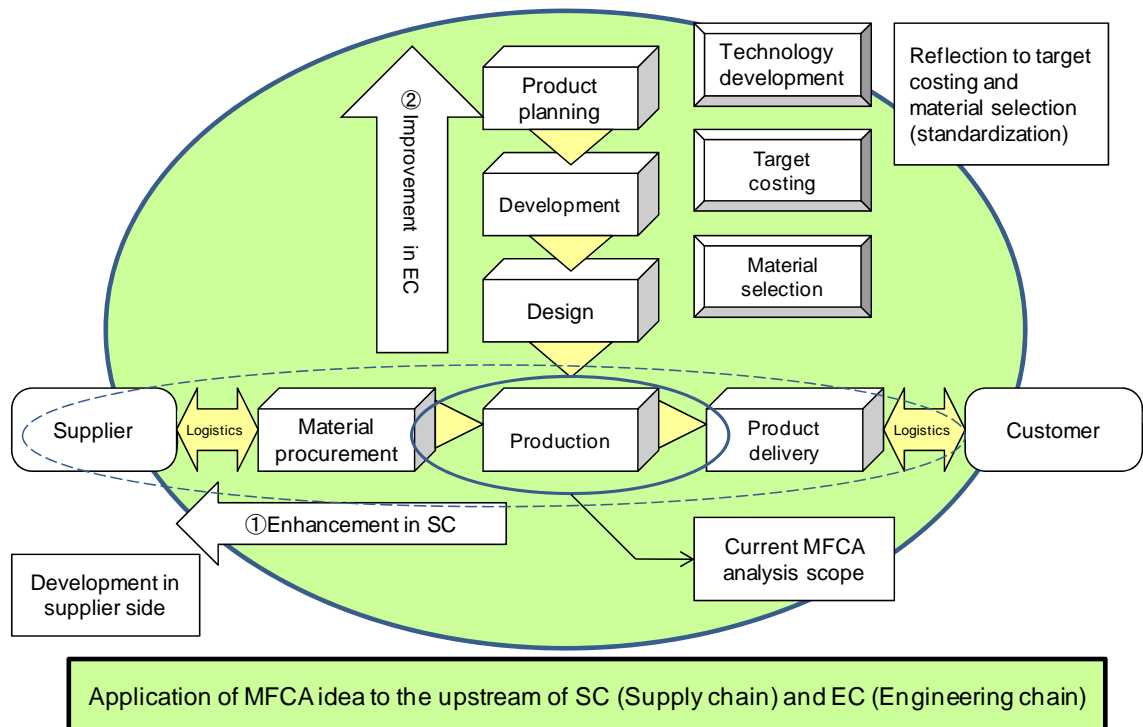 ② Improvement in EC
Product
planning
Technology
development
Reflection to target
costing and
material selection
(standardization)
Development
Target
costing
Design
Material
selection
Supplier
Logistics
Material
procurement
Production
Product
delivery
Logistics
Customer
①Enhancement in SC
Current MFCA
analysis scope
Development in
supplier side
Application of MFCA idea to the upstream of SC (Supply chain) and EC (Engineering chain)